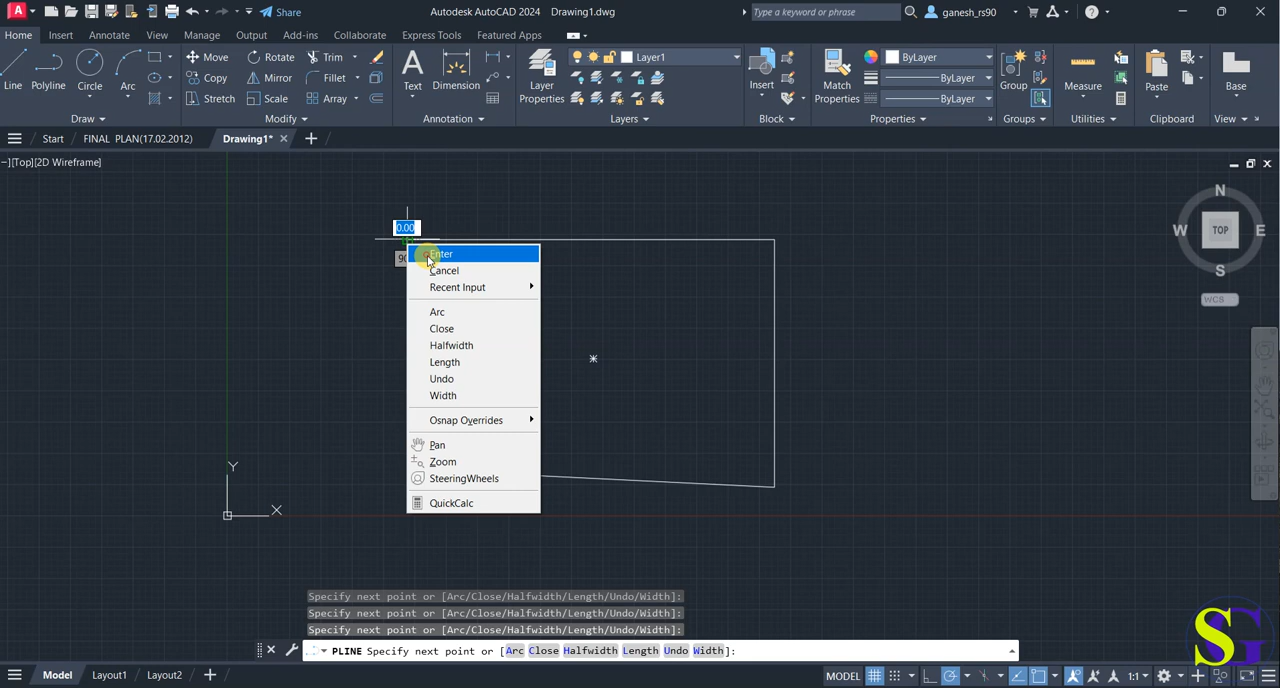 Share
Autodesk AutoCAD 2024 Drawing1.dwg
Type a keyword or phrase
ganesh_rs90
Home Insert Annotate View Manage Output Add-ins Collaborate Express Tools Featured Apps
Line Polyline Circle Arc
Move Rotate Trim
Copy Mirror Fillet
Stretch Scale Array
Text Dimension
Layer Properties
Layer1
Insert
Match Properties
ByLayer
ByLayer
ByLayer
Group
Measure
Paste
Base
Draw Modify Annotation Layers Block Properties Groups Utilities Clipboard View
Start FINAL PLAN(17.02.2012) Drawing1*
−][Top][2D Wireframe]
N
W TOP E
S
WCS
0.00
90
Enter
Cancel
Recent Input
Arc
Close
Halfwidth
Length
Undo
Width
Osnap Overrides
Pan
Zoom
SteeringWheels
QuickCalc
Y
X
Specify next point or [Arc/Close/Halfwidth/Length/Undo/Width]:
Specify next point or [Arc/Close/Halfwidth/Length/Undo/Width]:
Specify next point or [Arc/Close/Halfwidth/Length/Undo/Width]:
PLINE Specify next point or [Arc Close Halfwidth Length Undo Width]:
Model Layout1 Layout2
MODEL
1:1
SG